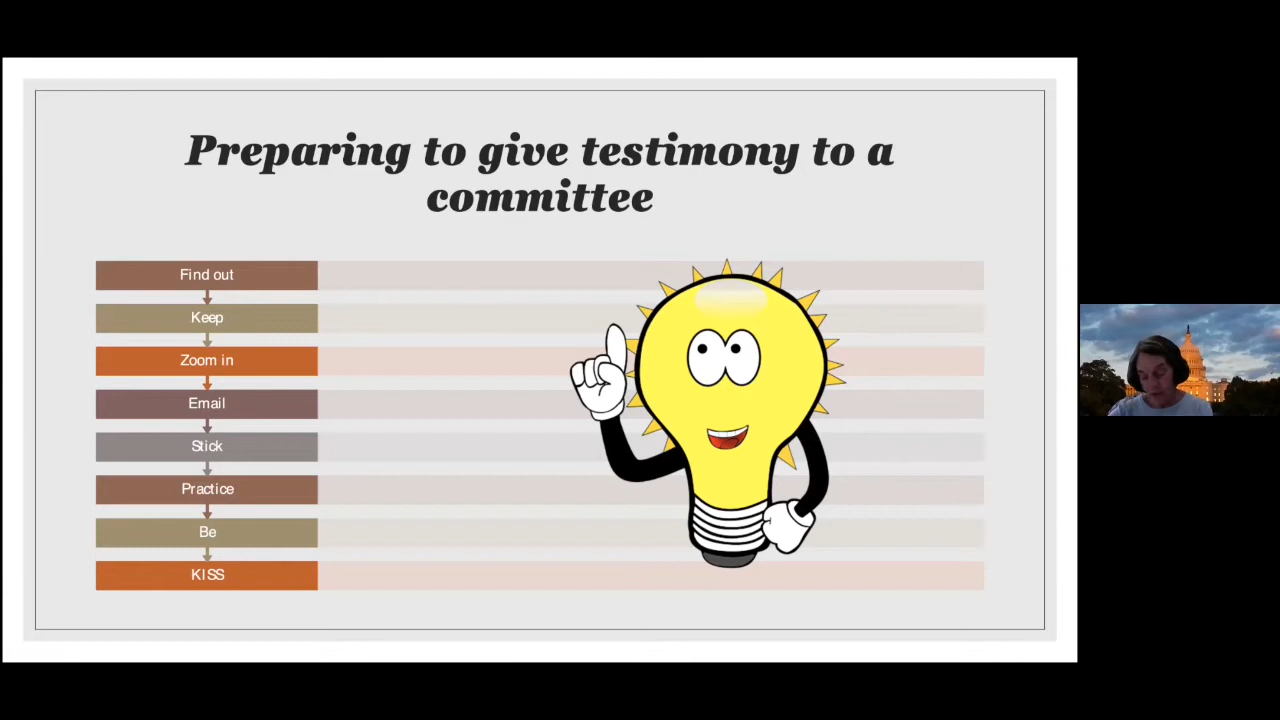 Preparing to give testimony to a
committee
Find out
Keep
Zoom in
Email
Stick
Practice
Be
KISS